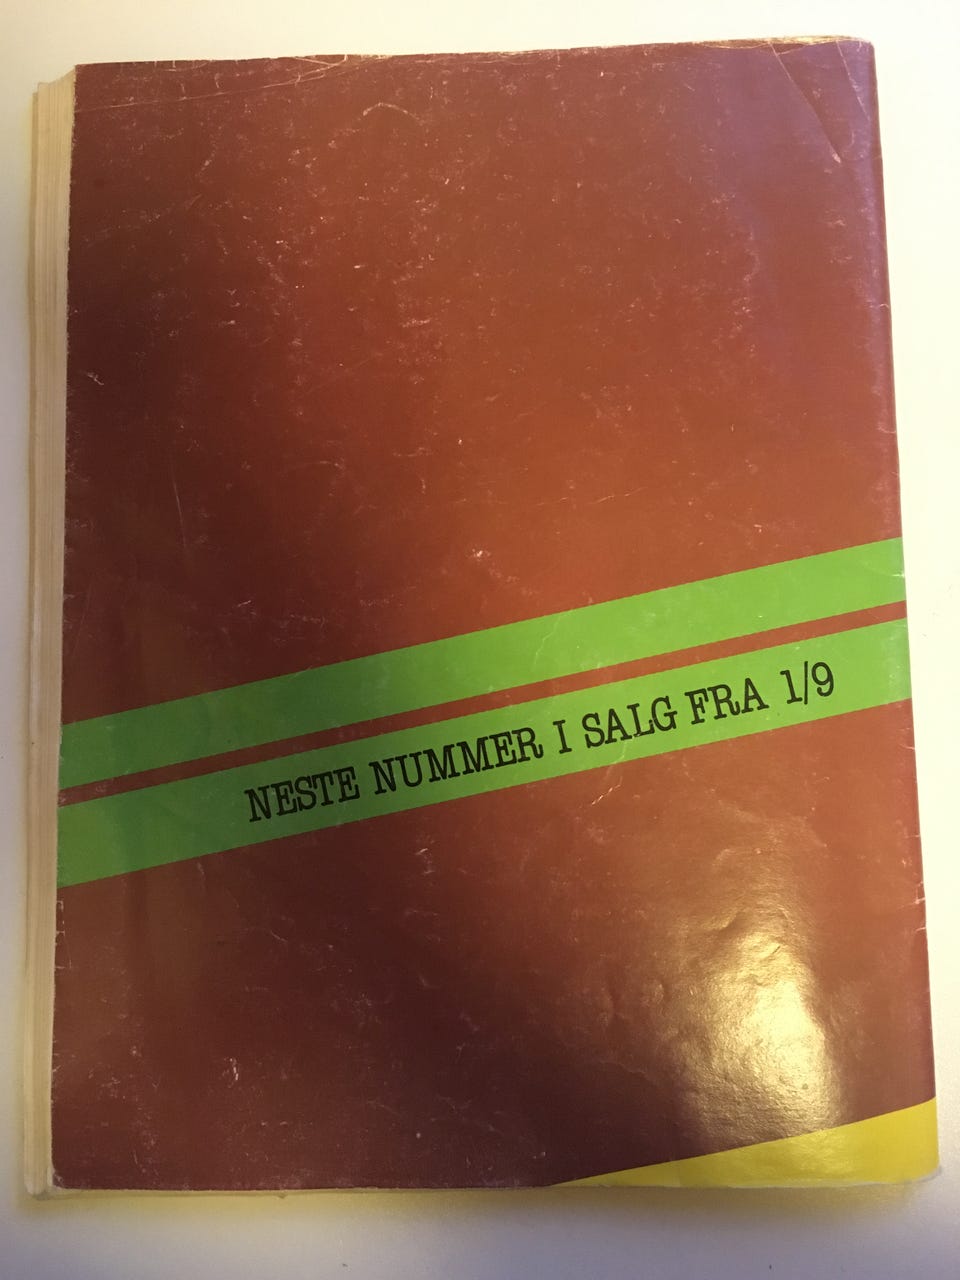 NESTE NUMMER I SALG FRA 1/9